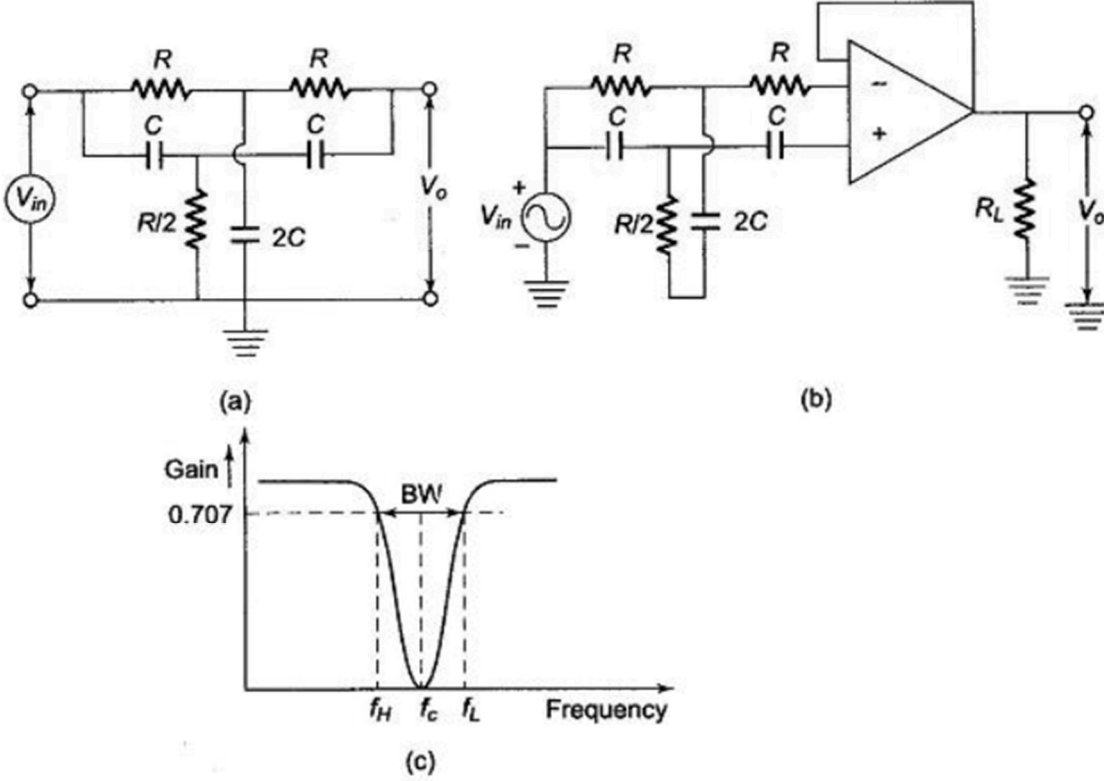 R
R
C
C
V_in
R/2
2C
V_o
(a)
R
R
C
C
−
+
+
V_in
−
R/2
2C
R_L
V_o
(b)
Gain
BW
0.707
f_H
f_c
f_L
Frequency
(c)